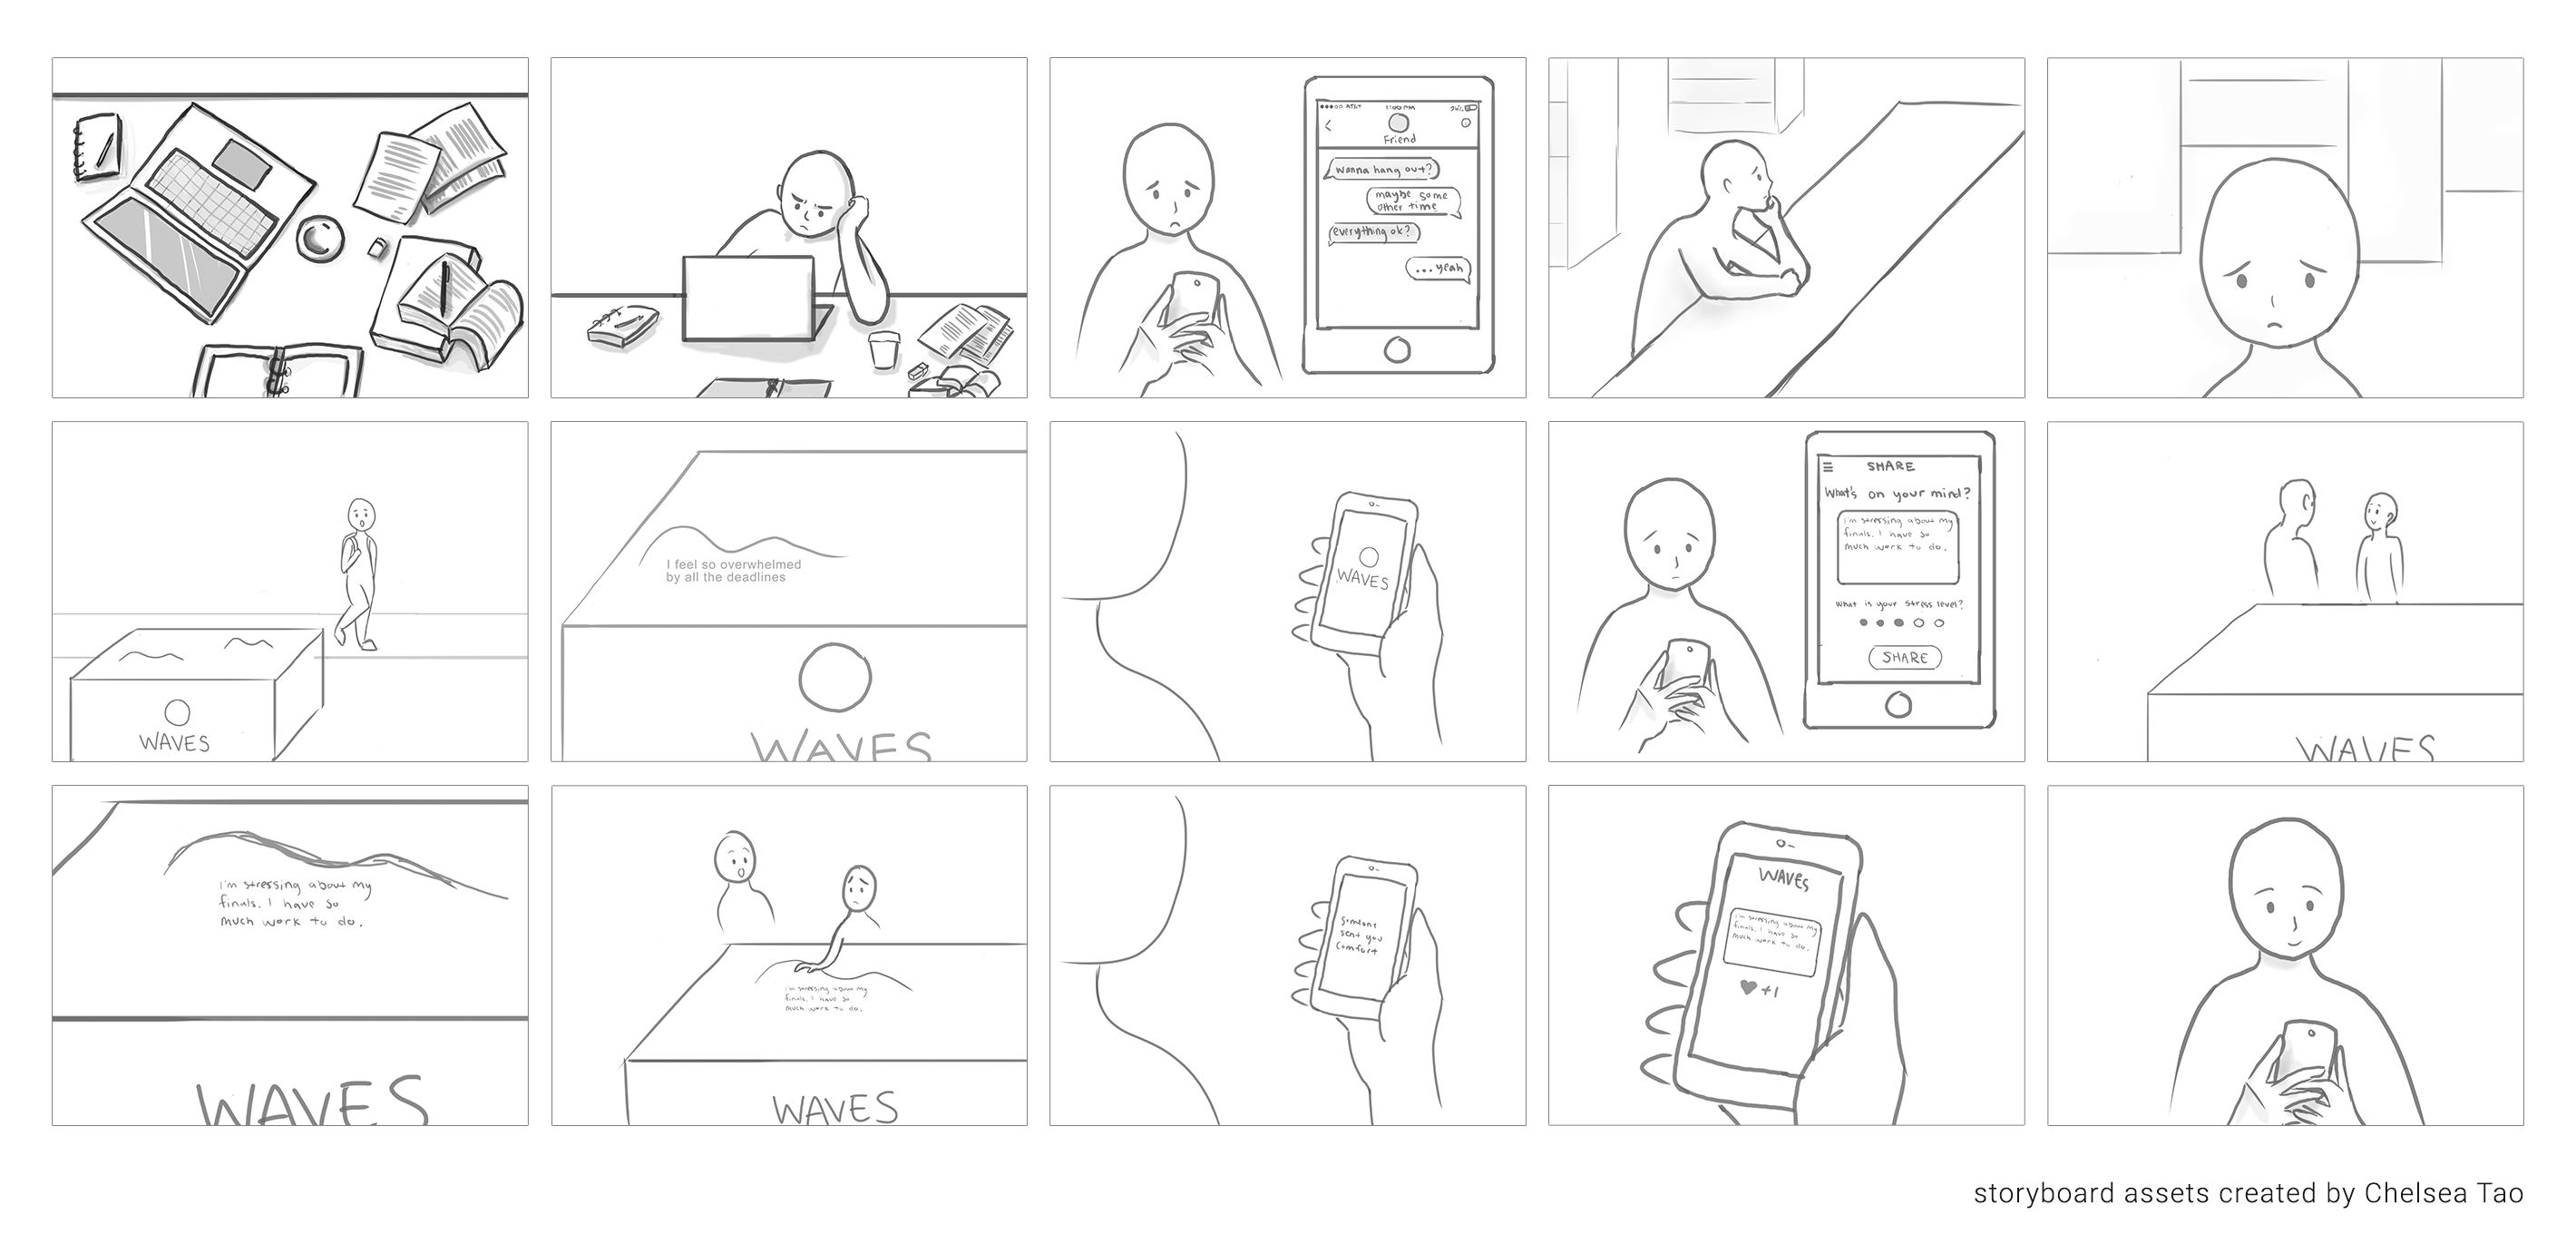 ●●●○○ AT&T 1:00 PM
Friend
wanna hang out?
maybe some
other time
everything ok?
...yeah
WAVES
I feel so overwhelmed
by all the deadlines
WAVES
WAVES
SHARE
What's on your mind?
I'm stressing about my
finals. I have so
much work to do.
What is your stress level?
SHARE
WAVES
I'm stressing about my
finals. I have so
much work to do.
WAVES
I'm stressing about my
finals. I have so
much work to do.
WAVES
Someone
sent you
comfort
WAVES
I'm stressing about my
finals. I have so
much work to do.
+1
storyboard assets created by Chelsea Tao